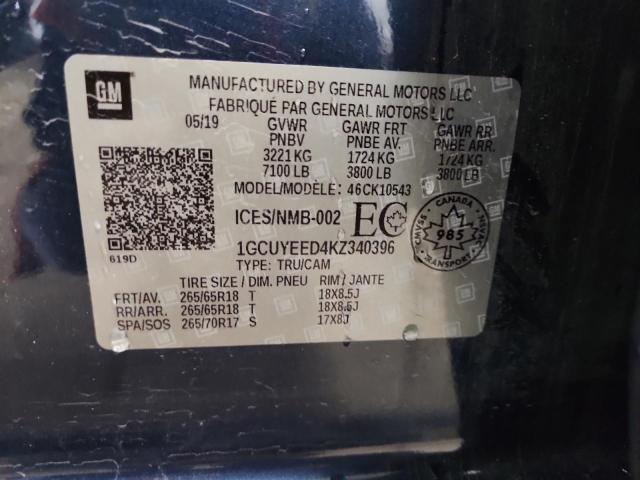 GM
MANUFACTURED BY GENERAL MOTORS LLC
FABRIQUÉ PAR GENERAL MOTORS LLC
05/19 GVWR GAWR FRT GAWR RR
PNBV PNBE AV. PNBE ARR.
3221 KG 1724 KG 1724 KG
7100 LB 3800 LB 3800 LB
MODEL/MODÈLE: 46CK10543
ICES/NMB-002 EC
CANADA
985
CMVSS NSVAC
619D
1GCUYEED4KZ340396
TYPE: TRU/CAM
TIRE SIZE / DIM. PNEU RIM / JANTE
FRT/AV. 265/65R18 T 18X8.5J
RR/ARR. 265/65R18 T 18X8.5J
SPA/SOS 265/70R17 S 17X8J